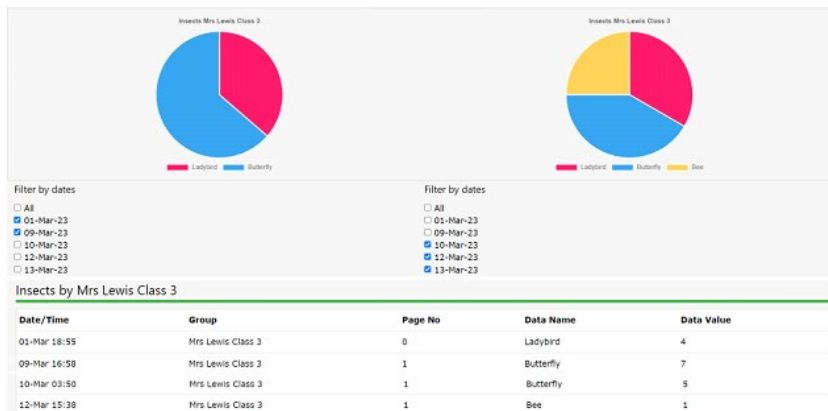 Insects Mrs Lewis Class 3
Ladybird Butterfly
Insects Mrs Lewis Class 3
Ladybird Butterfly Bee
Filter by dates
All
01-Mar-23
09-Mar-23
10-Mar-23
12-Mar-23
13-Mar-23
Filter by dates
All
01-Mar-23
09-Mar-23
10-Mar-23
12-Mar-23
13-Mar-23
Insects by Mrs Lewis Class 3
Date/Time Group Page No Data Name Data Value
01-Mar 18:55 Mrs Lewis Class 3 0 Ladybird 4
09-Mar 16:58 Mrs Lewis Class 3 1 Butterfly 7
10-Mar 03:50 Mrs Lewis Class 3 1 Butterfly 5
12-Mar 15:38 Mrs Lewis Class 3 1 Bee 1